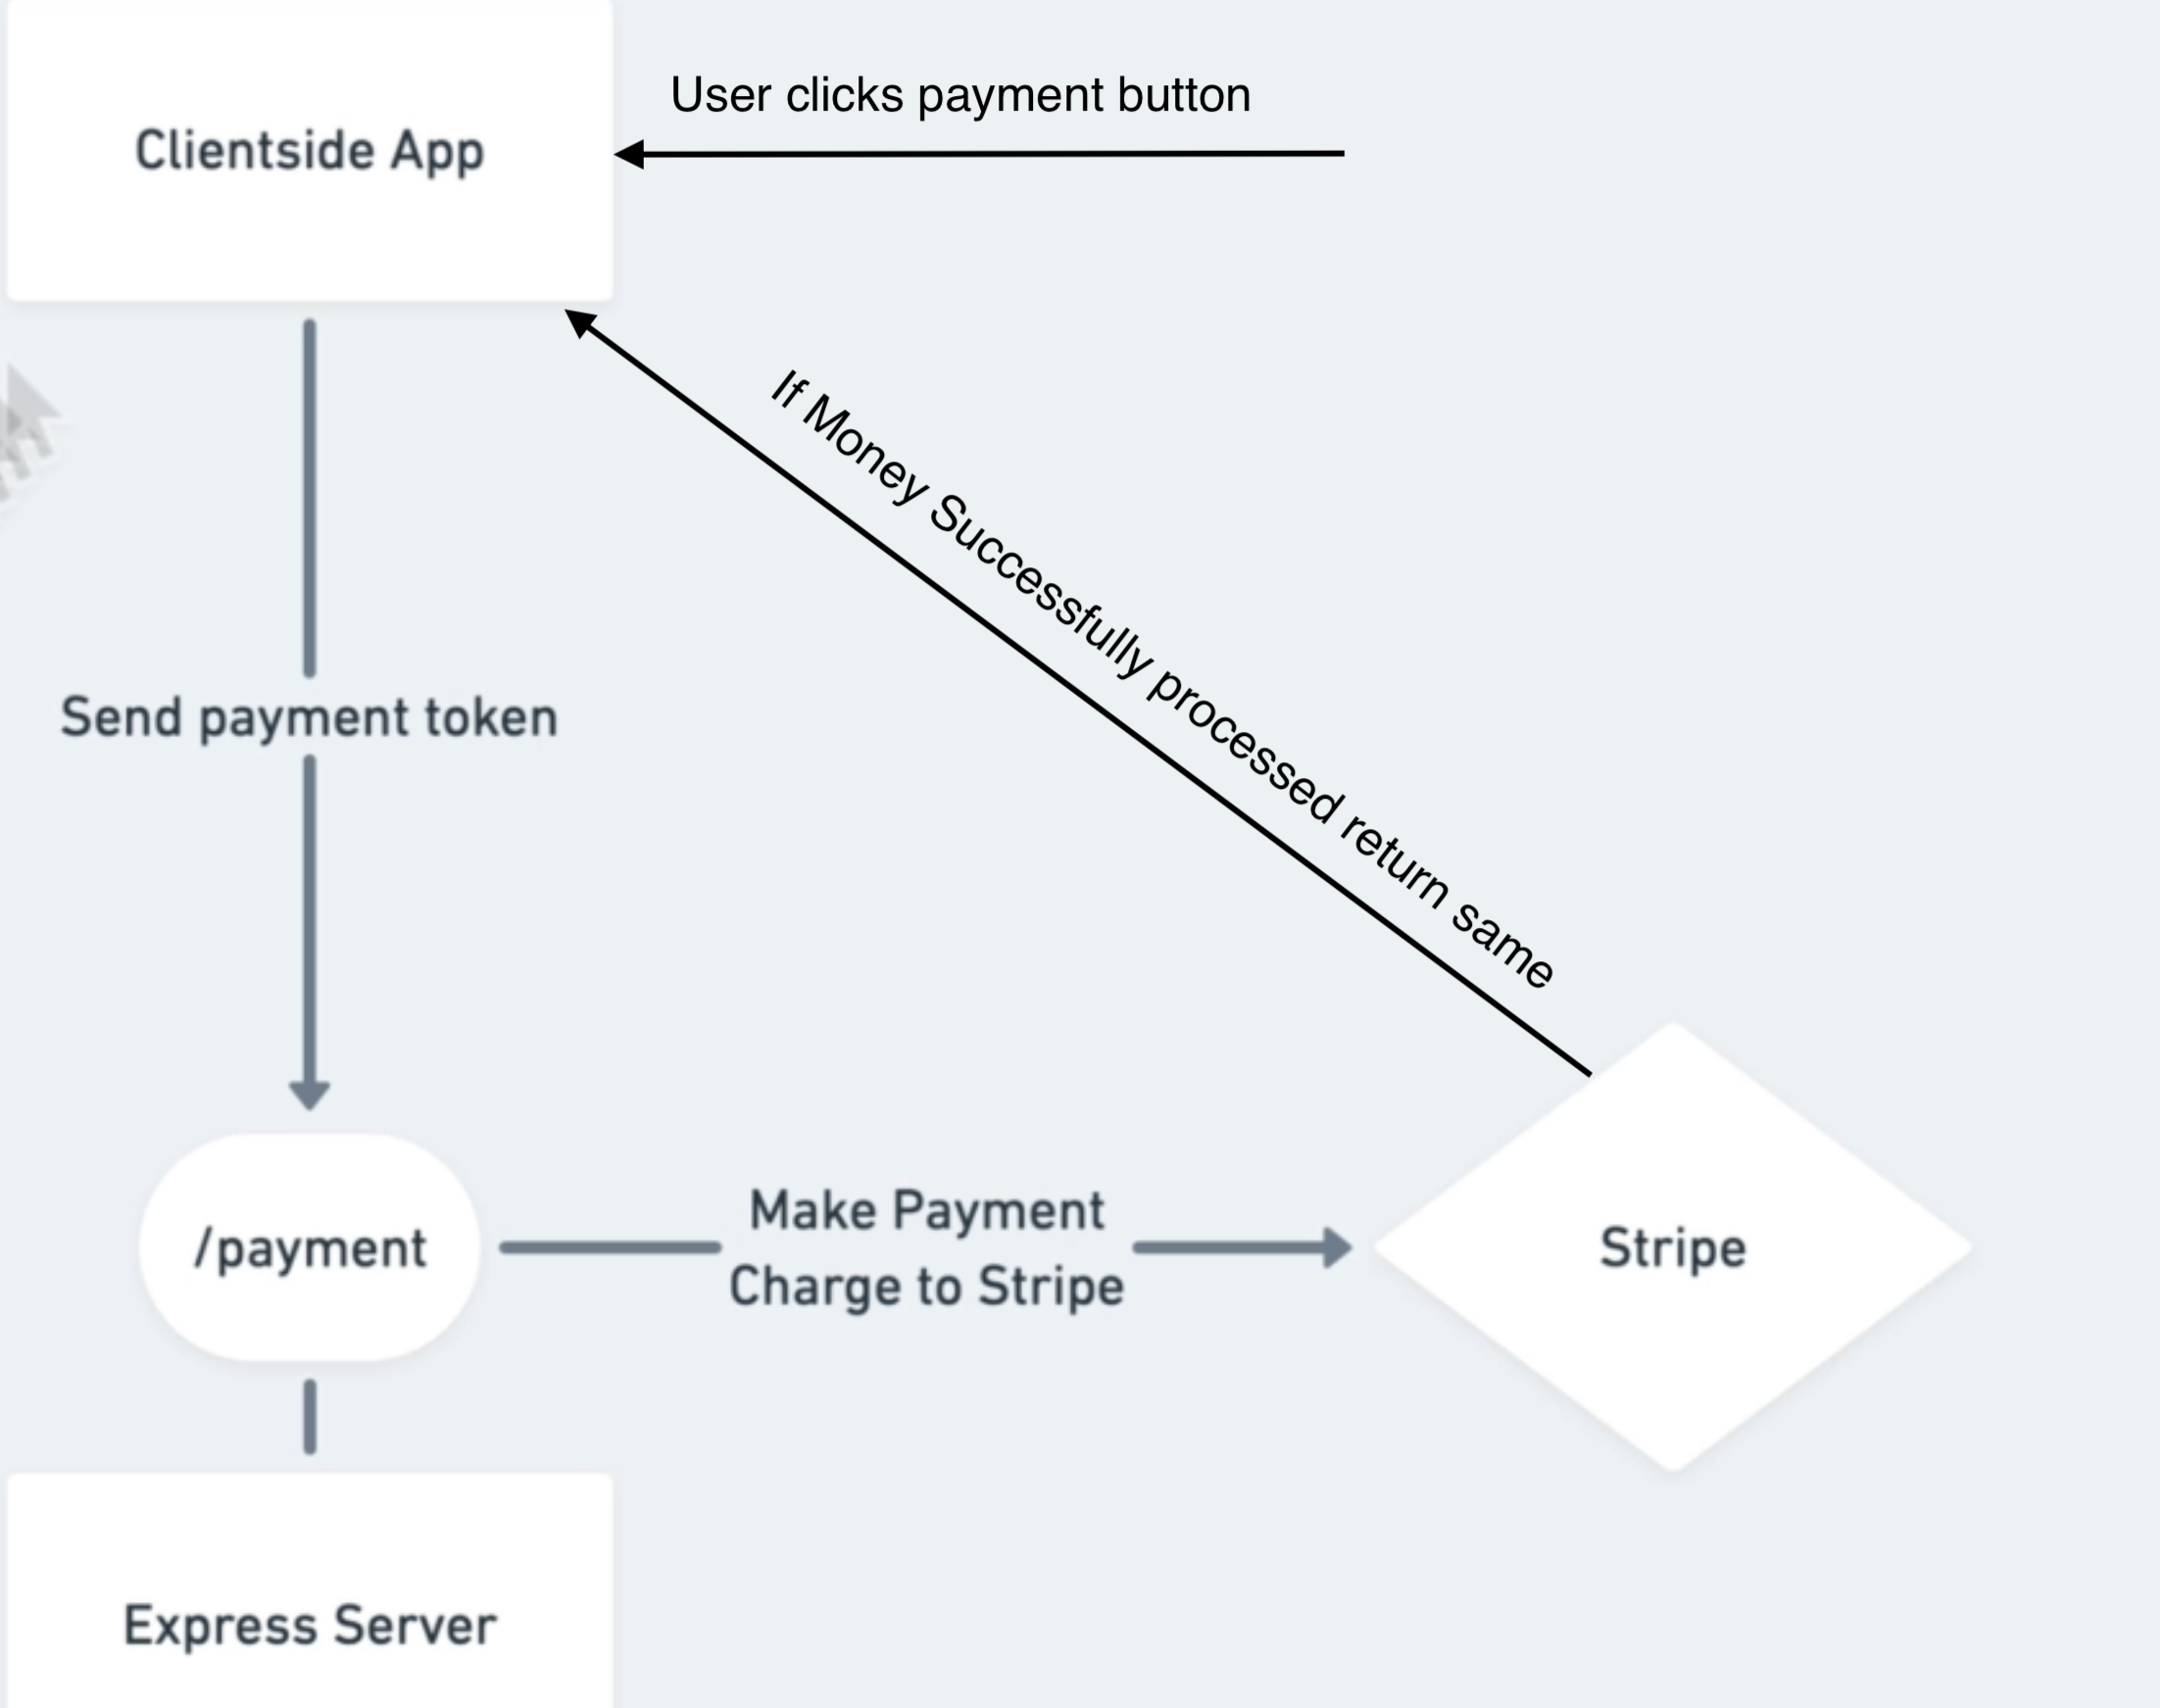 User clicks payment button
Clientside App
If Money Successfully processed return same
Send payment token
/payment
Make Payment
Charge to Stripe
Stripe
Express Server